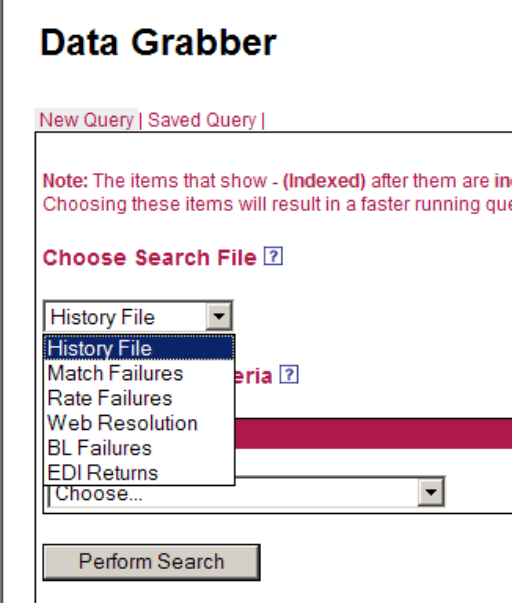 Data Grabber
New Query | Saved Query |
Note: The items that show - (Indexed) after them are
Choosing these items will result in a faster running
Choose Search File ?
History File
History File
Match Failures
eria ?
Rate Failures
Web Resolution
BL Failures
EDI Returns
Choose...
Perform Search